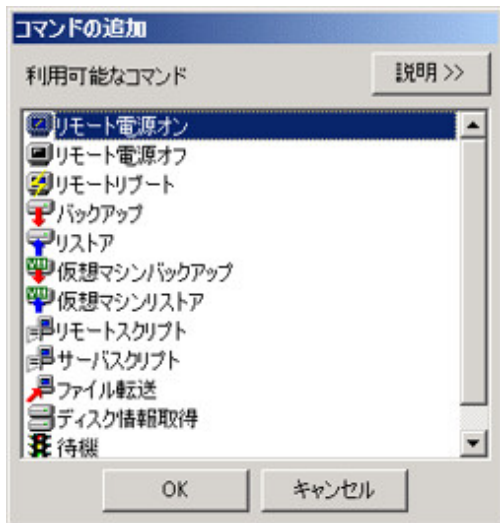 コマンドの追加
利用可能なコマンド
説明 >>
リモート電源オン
リモート電源オフ
リモートリブート
バックアップ
リストア
仮想マシンバックアップ
仮想マシンリストア
リモートスクリプト
サーバスクリプト
ファイル転送
ディスク情報取得
待機
OK
キャンセル